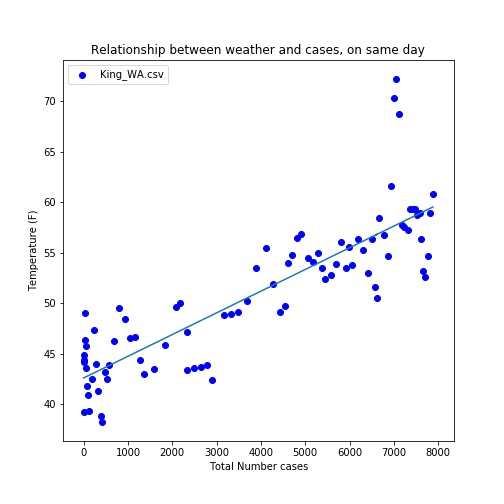 Relationship between weather and cases, on same day
King_WA.csv
70
65
60
55
50
45
40
Temperature (F)
0 1000 2000 3000 4000 5000 6000 7000 8000
Total Number cases